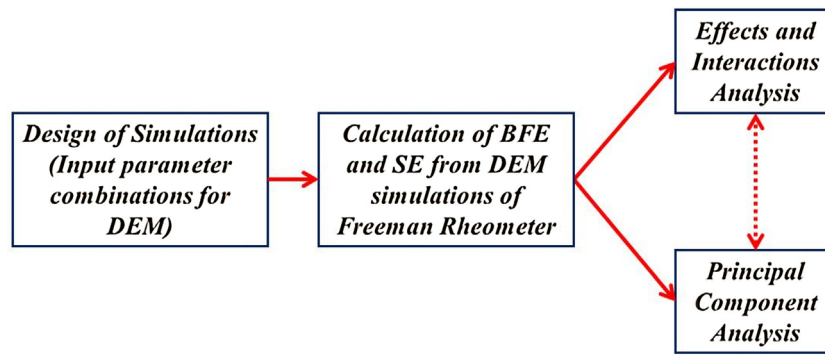 Design of Simulations
(Input parameter
combinations for
DEM)
Calculation of BFE
and SE from DEM
simulations of
Freeman Rheometer
Effects and
Interactions
Analysis
Principal
Component
Analysis